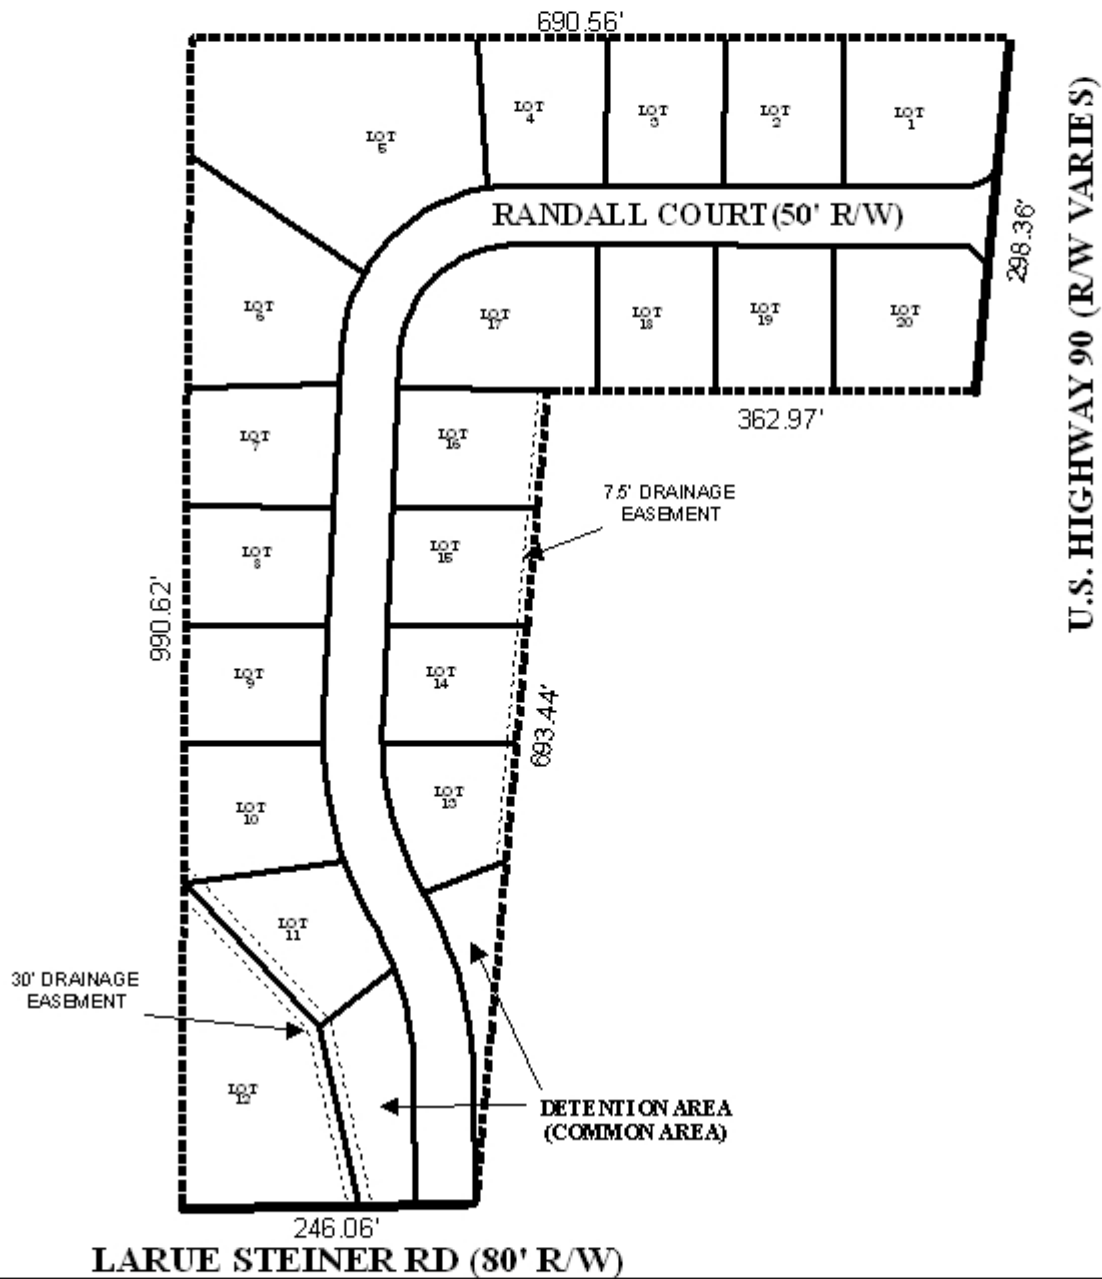 690.56'
LOT
4
LOT
3
LOT
2
LOT
1
LOT
5
RANDALL COURT (50' R/W)
298.36'
U.S. HIGHWAY 90 (R/W VARIES)
LOT
6
LOT
17
LOT
18
LOT
19
LOT
20
362.97'
LOT
7
LOT
16
7.5' DRAINAGE
EASEMENT
LOT
8
LOT
15
990.62'
LOT
9
LOT
14
693.44'
LOT
10
LOT
13
LOT
11
30' DRAINAGE
EASEMENT
LOT
12
DETENTION AREA
(COMMON AREA)
246.06'
LARUE STEINER RD (80' R/W)